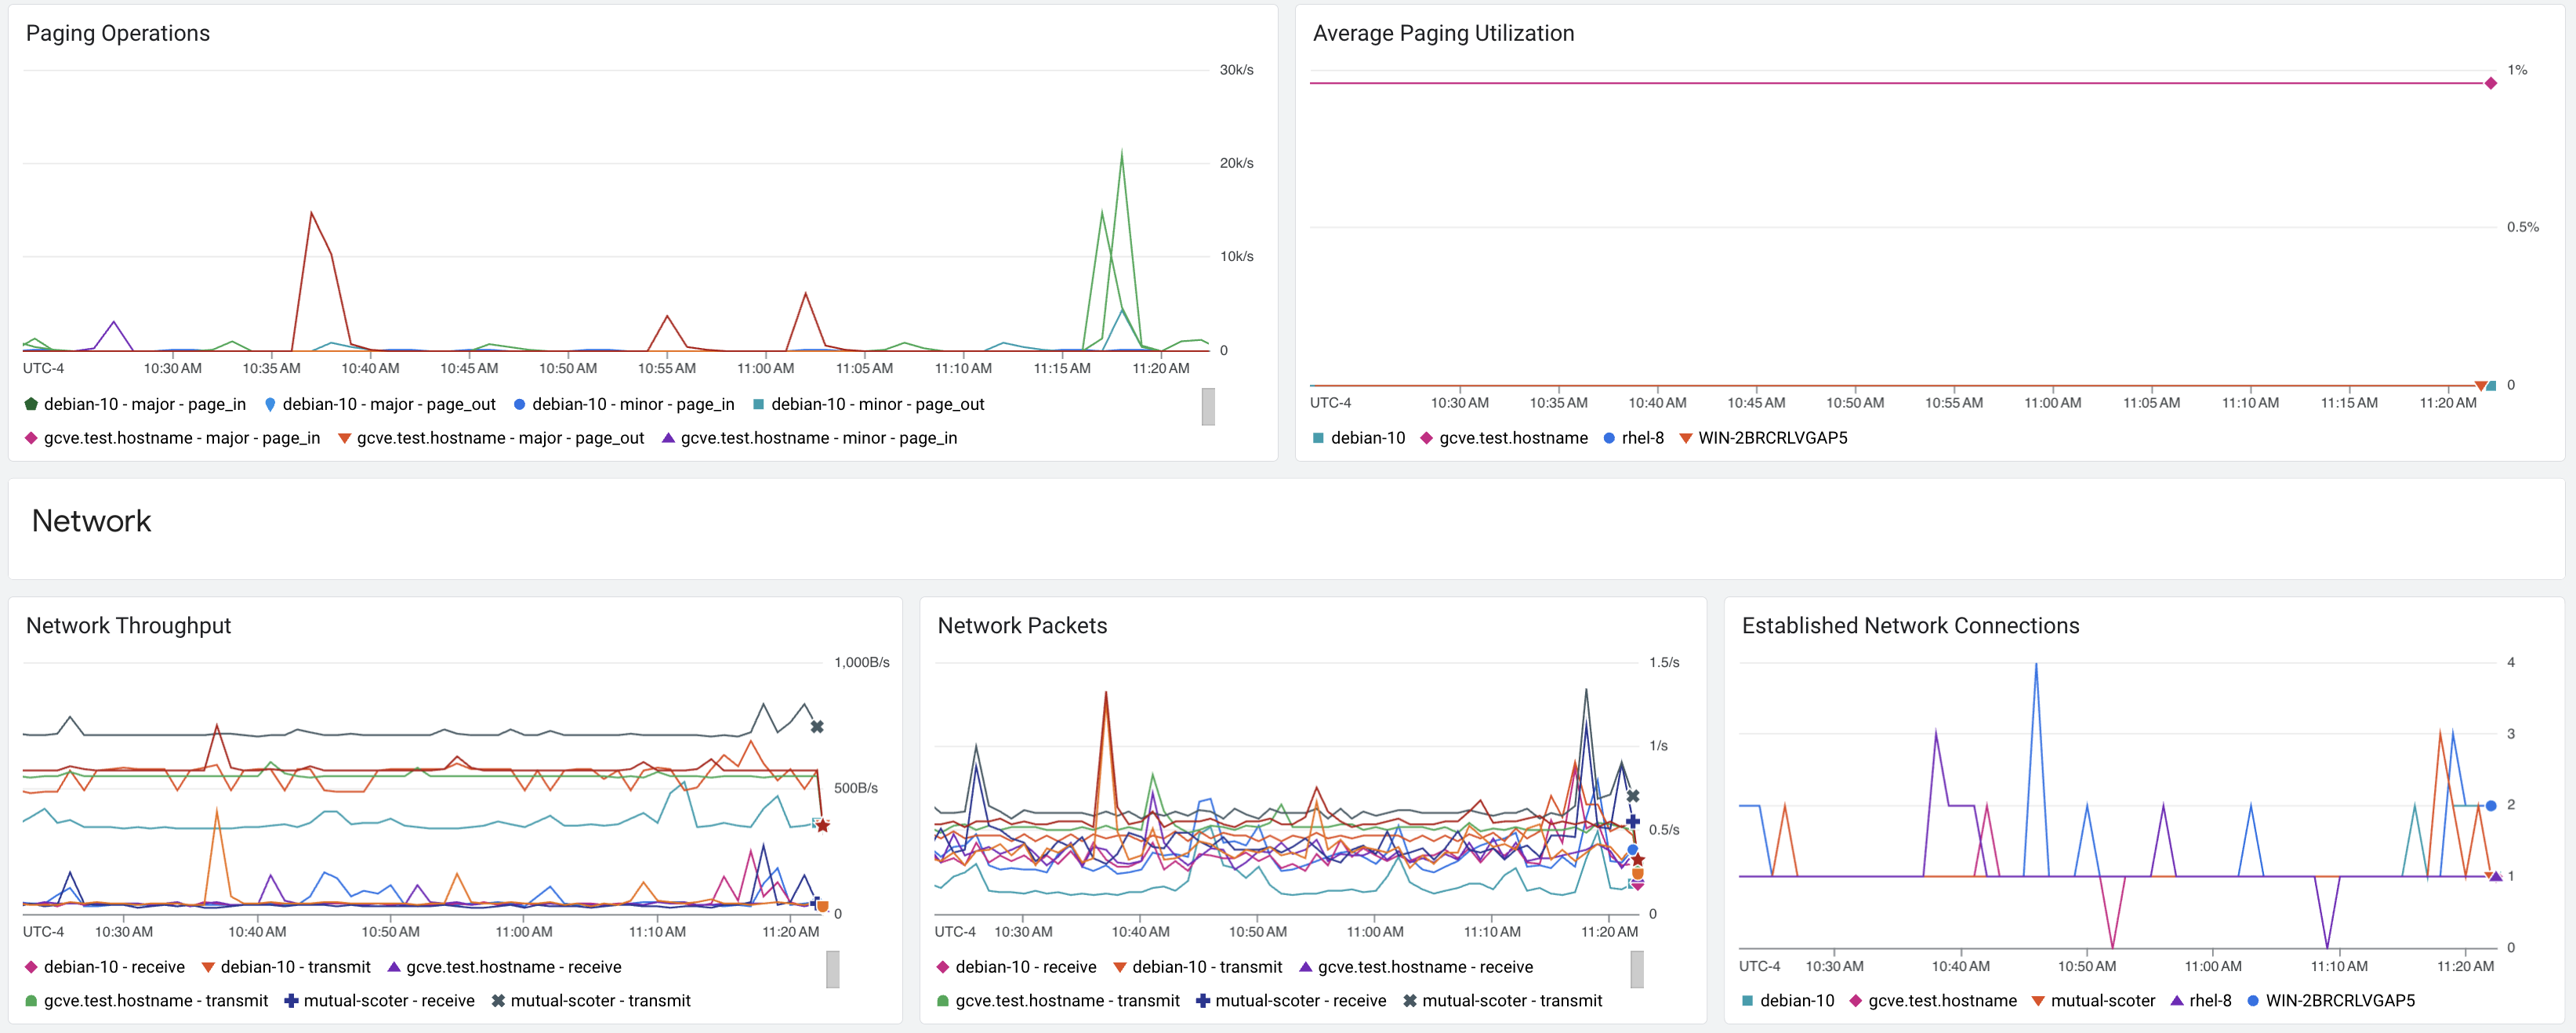 Paging Operations
30k/s
20k/s
10k/s
0
UTC-4 10:30 AM 10:35 AM 10:40 AM 10:45 AM 10:50 AM 10:55 AM 11:00 AM 11:05 AM 11:10 AM 11:15 AM 11:20 AM
debian-10 - major - page_in debian-10 - major - page_out debian-10 - minor - page_in debian-10 - minor - page_out
gcve.test.hostname - major - page_in gcve.test.hostname - major - page_out gcve.test.hostname - minor - page_in
Average Paging Utilization
1%
0.5%
0
UTC-4 10:30 AM 10:35 AM 10:40 AM 10:45 AM 10:50 AM 10:55 AM 11:00 AM 11:05 AM 11:10 AM 11:15 AM 11:20 AM
debian-10 gcve.test.hostname rhel-8 WIN-2BRCRLVGAP5
Network
Network Throughput
1,000B/s
500B/s
0
UTC-4 10:30 AM 10:40 AM 10:50 AM 11:00 AM 11:10 AM 11:20 AM
debian-10 - receive debian-10 - transmit gcve.test.hostname - receive
gcve.test.hostname - transmit mutual-scoter - receive mutual-scoter - transmit
Network Packets
1.5/s
1/s
0.5/s
0
UTC-4 10:30 AM 10:40 AM 10:50 AM 11:00 AM 11:10 AM 11:20 AM
debian-10 - receive debian-10 - transmit gcve.test.hostname - receive
gcve.test.hostname - transmit mutual-scoter - receive mutual-scoter - transmit
Established Network Connections
4
3
2
1
0
UTC-4 10:30 AM 10:40 AM 10:50 AM 11:00 AM 11:10 AM 11:20 AM
debian-10 gcve.test.hostname mutual-scoter rhel-8 WIN-2BRCRLVGAP5